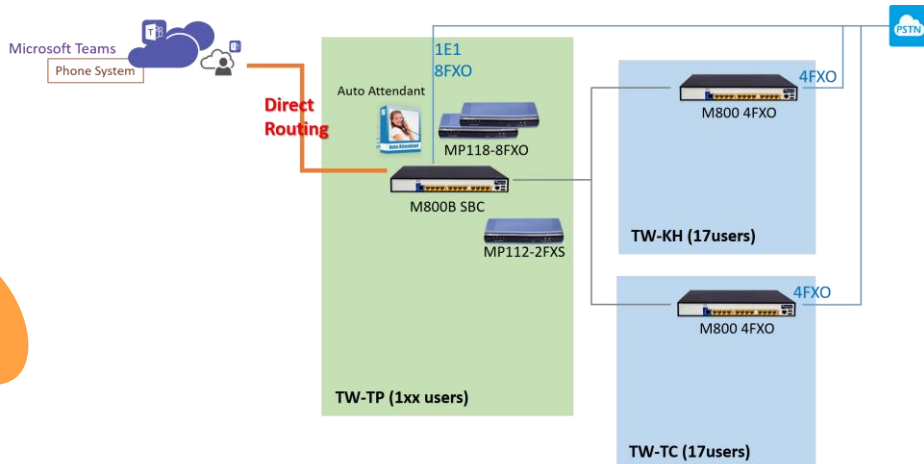 Microsoft Teams
Phone System
Direct
Routing
Auto Attendant
1E1
8FXO
MP118-8FXO
M800B SBC
MP112-2FXS
TW-TP (1xx users)
PSTN
4FXO
M800 4FXO
TW-KH (17users)
4FXO
M800 4FXO
TW-TC (17users)